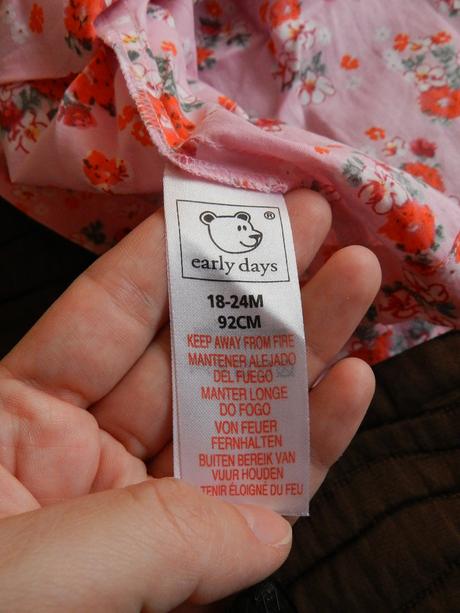 ®
early days
18-24M
92CM
KEEP AWAY FROM FIRE
MANTENER ALEJADO
DEL FUEGO
MANTER LONGE
DO FOGO
VON FEUER
FERNHALTEN
BUITEN BEREIK VAN
VUUR HOUDEN
TENIR ÉLOIGNÉ DU FEU